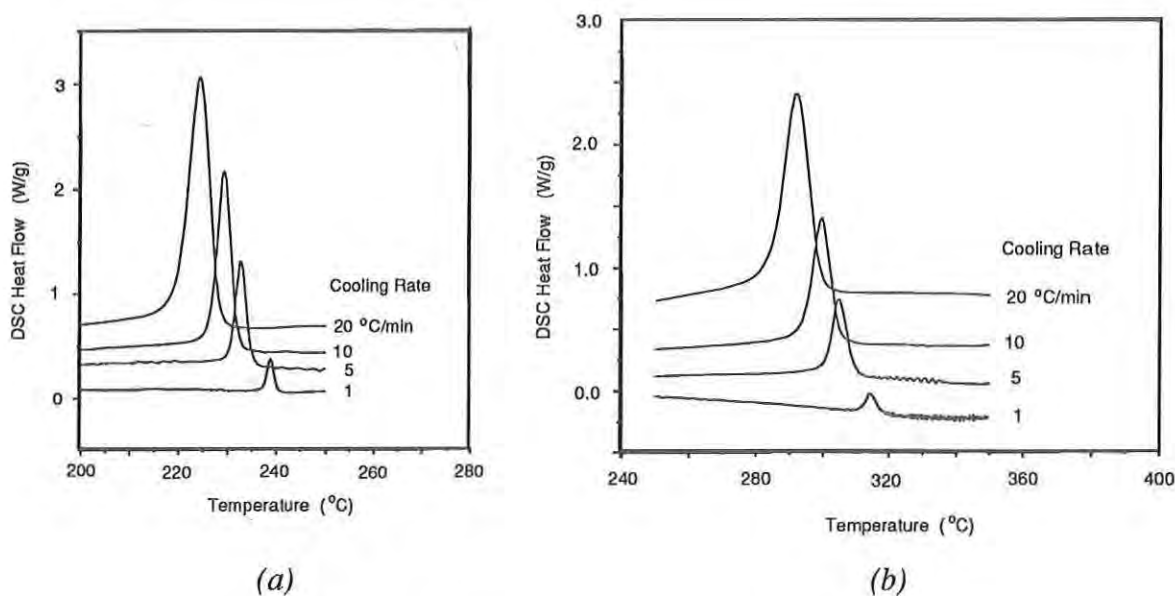 3
2
1
0
DSC Heat Flow (W/g)
Cooling Rate
20 °C/min
10
5
1
200 220 240 260 280
Temperature (°C)
(a)
3.0
2.0
1.0
0.0
DSC Heat Flow (W/g)
Cooling Rate
20 °C/min
10
5
1
240 280 320 360 400
Temperature (°C)
(b)